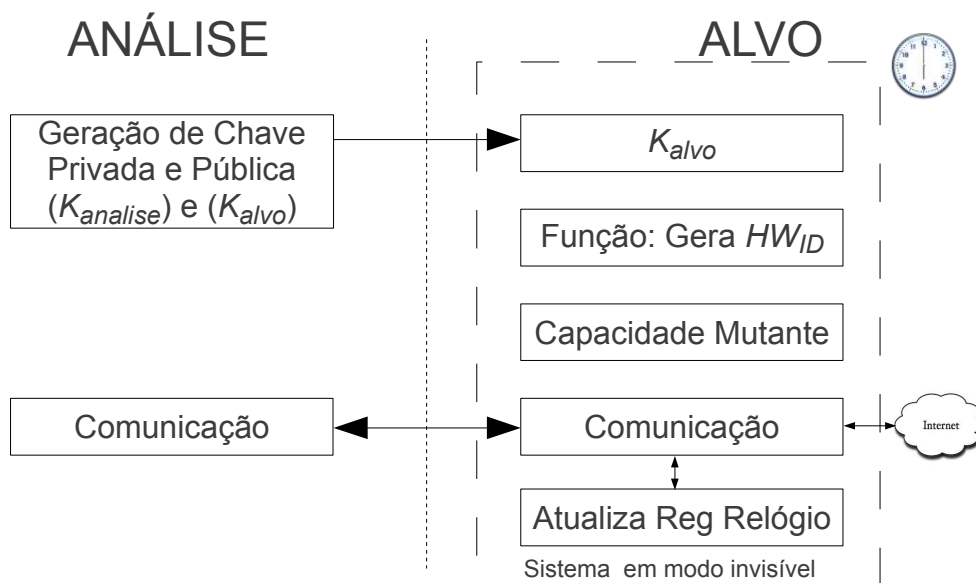 ANÁLISE
ALVO
Geração de Chave
Privada e Pública
(Kanalise) e (Kalvo)
Kalvo
Função: Gera HWID
Capacidade Mutante
Comunicação
Comunicação
Internet
Atualiza Reg Relógio
Sistema em modo invisível